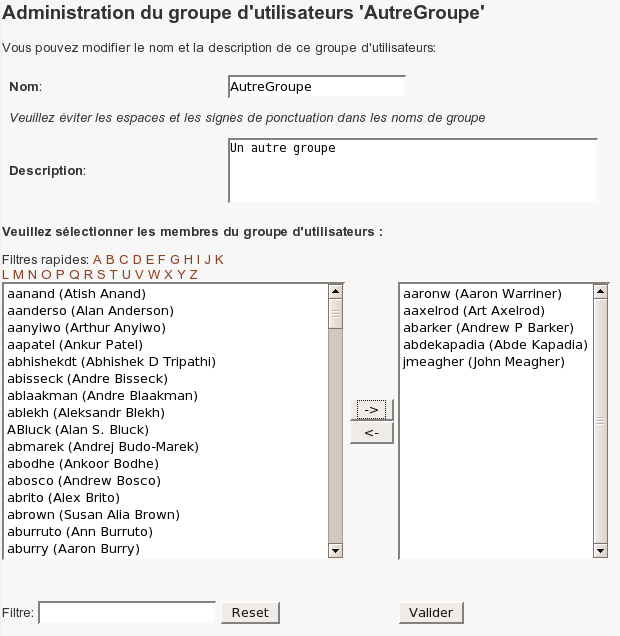 Administration du groupe d'utilisateurs 'AutreGroupe'
Vous pouvez modifier le nom et la description de ce groupe d'utilisateurs:
Nom: AutreGroupe
Veuillez éviter les espaces et les signes de ponctuation dans les noms de groupe
Description: Un autre groupe
Veuillez sélectionner les membres du groupe d'utilisateurs :
Filtres rapides: A B C D E F G H I J K
L M N O P Q R S T U V W X Y Z
aanand (Atish Anand)
aanderso (Alan Anderson)
aanyiwo (Arthur Anyiwo)
aapatel (Ankur Patel)
abhishekdt (Abhishek D Tripathi)
abisseck (Andre Bisseck)
ablaakman (Andre Blaakman)
ablekh (Aleksandr Blekh)
ABluck (Alan S. Bluck)
abmarek (Andrej Budo-Marek)
abodhe (Ankoor Bodhe)
abosco (Andrew Bosco)
abrito (Alex Brito)
abrown (Susan Alia Brown)
aburruto (Ann Burruto)
aburry (Aaron Burry)
->
<-
aaronw (Aaron Warriner)
aaxelrod (Art Axelrod)
abarker (Andrew P Barker)
abdekapadia (Abde Kapadia)
jmeagher (John Meagher)
Filtre: Reset Valider